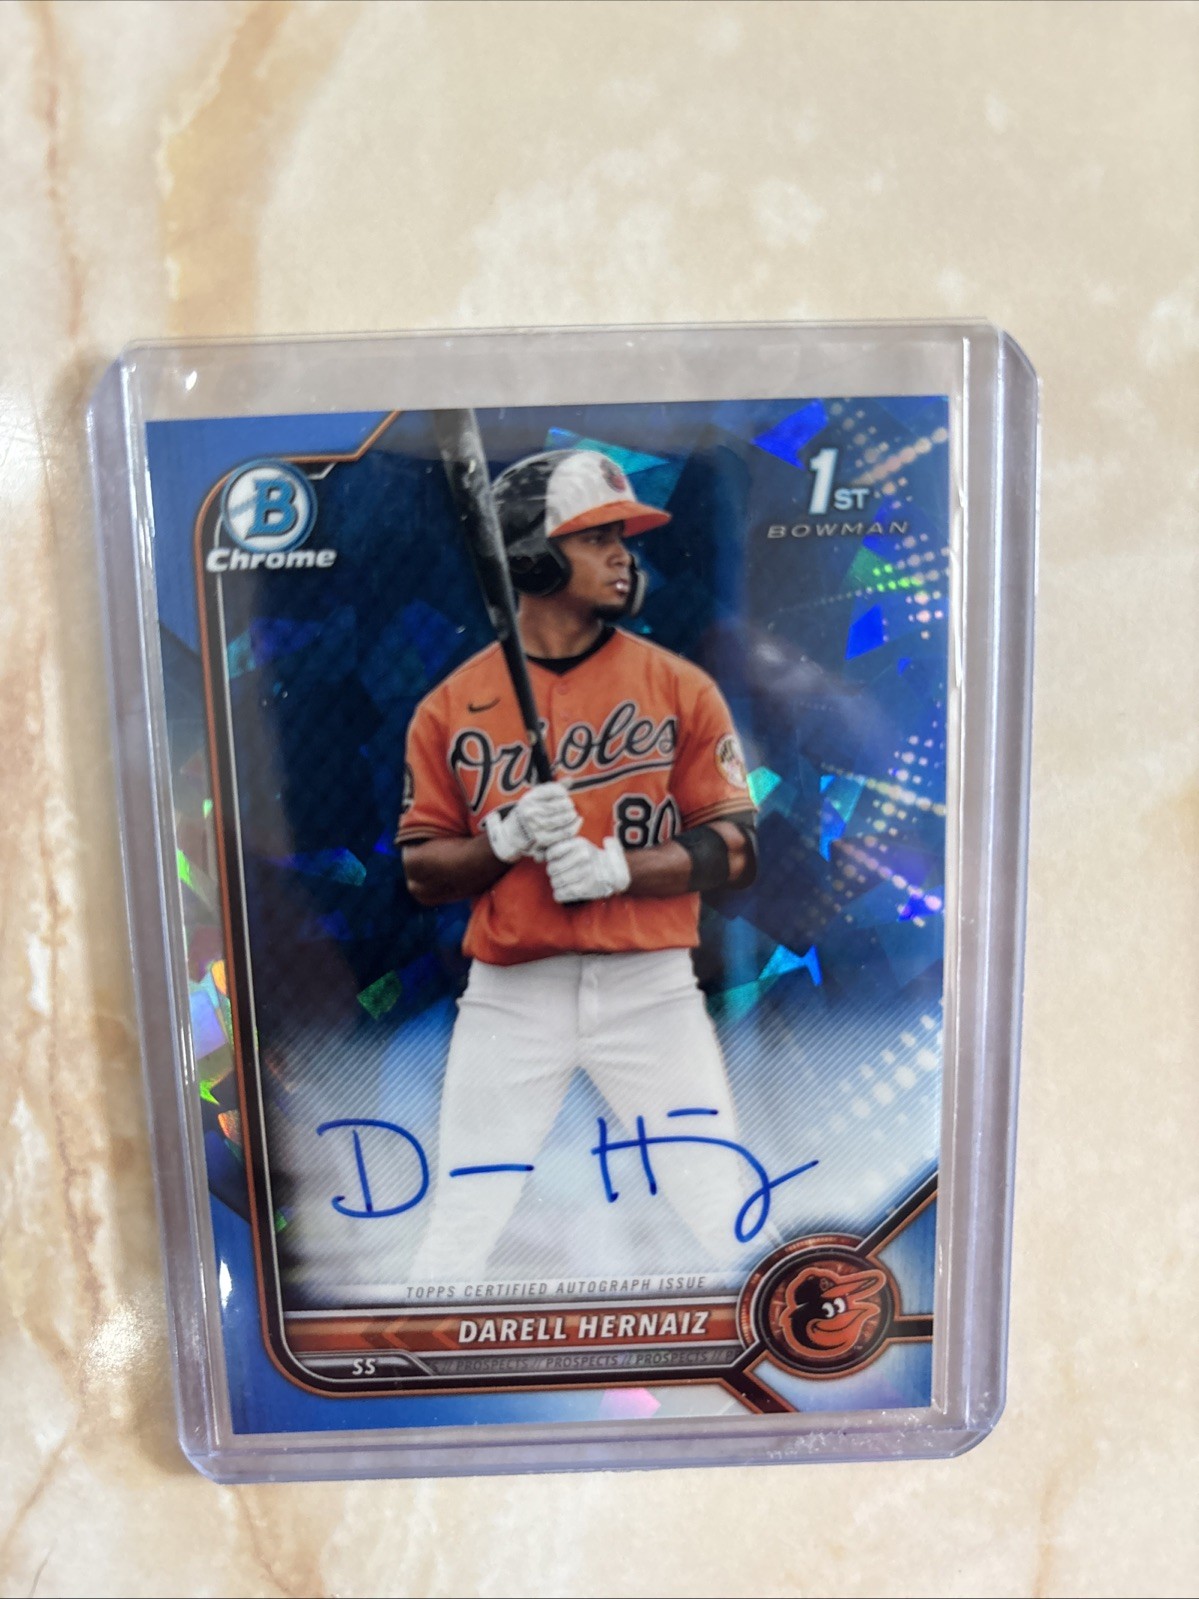 B
Chrome
1ST
BOWMAN
Orioles
80
D H
TOPPS CERTIFIED AUTOGRAPH ISSUE
DARELL HERNAIZ
SS
// PROSPECTS // PROSPECTS // PROSPECTS //